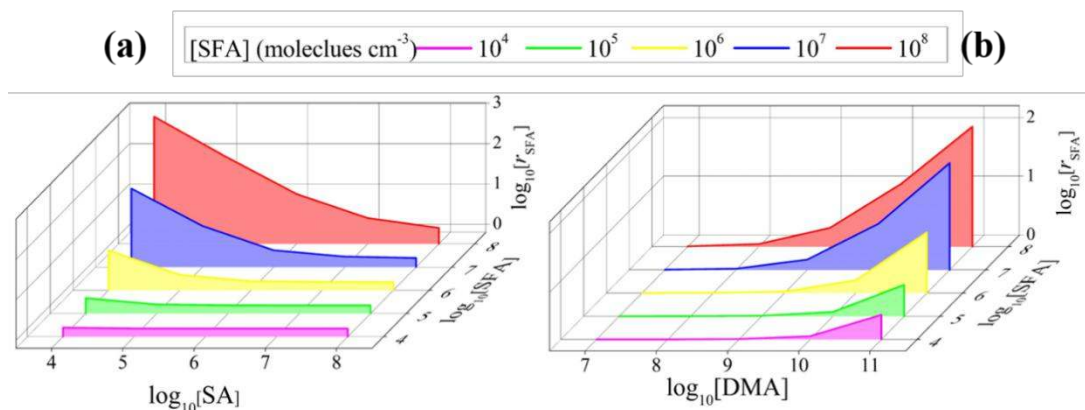 (a) [SFA] (moleclues cm⁻³) 10⁴ 10⁵ 10⁶ 10⁷ 10⁸ (b)
3
2
1
0
log₁₀[r_SFA]
8
7
6
5
4
log₁₀[SFA]
4 5 6 7 8
log₁₀[SA]
2
1
0
log₁₀[r_SFA]
8
7
6
5
4
log₁₀[SFA]
7 8 9 10 11
log₁₀[DMA]